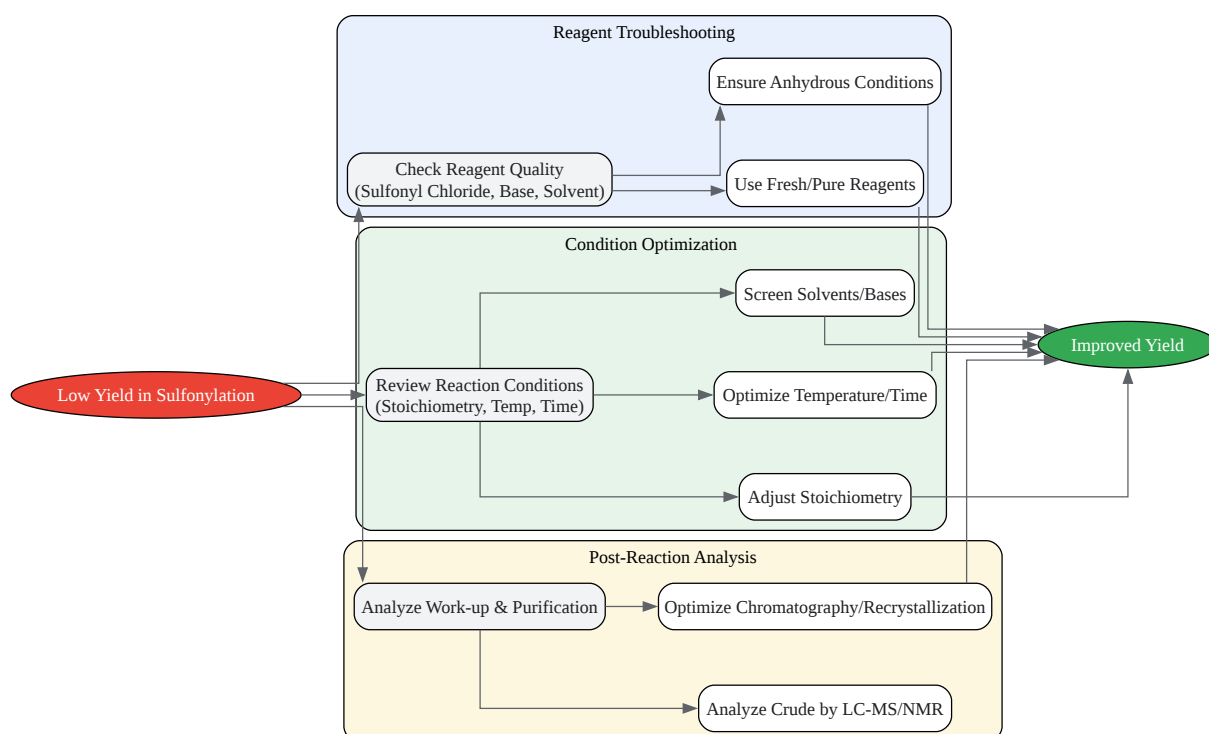 Reagent Troubleshooting
Ensure Anhydrous Conditions
Check Reagent Quality
(Sulfonyl Chloride, Base, Solvent)
Use Fresh/Pure Reagents
Condition Optimization
Screen Solvents/Bases
Improved Yield
Low Yield in Sulfonylation
Review Reaction Conditions
(Stoichiometry, Temp, Time)
Optimize Temperature/Time
Adjust Stoichiometry
Post-Reaction Analysis
Analyze Work-up & Purification
Optimize Chromatography/Recrystallization
Analyze Crude by LC-MS/NMR